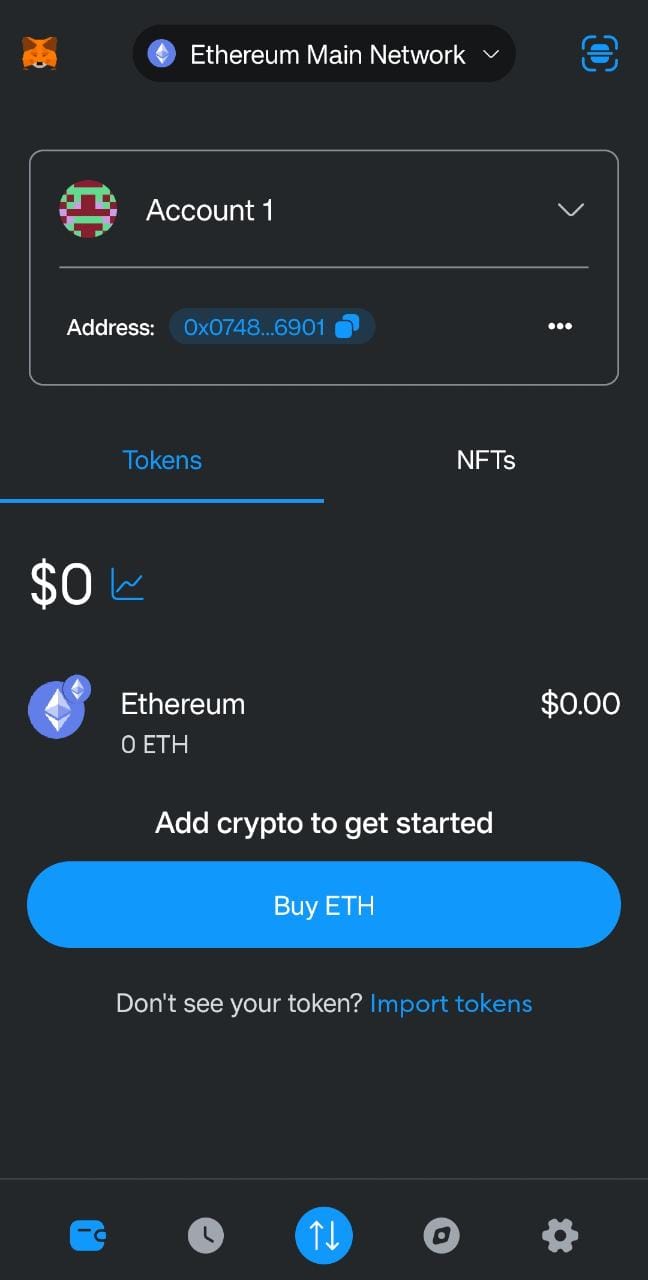 Ethereum Main Network
Account 1
Address: 0x0748...6901
Tokens NFTs
$0
Ethereum $0.00
0 ETH
Add crypto to get started
Buy ETH
Don't see your token? Import tokens